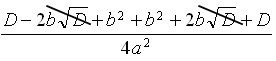 D − 2b√D + b² + b² + 2b√D + D
4a²